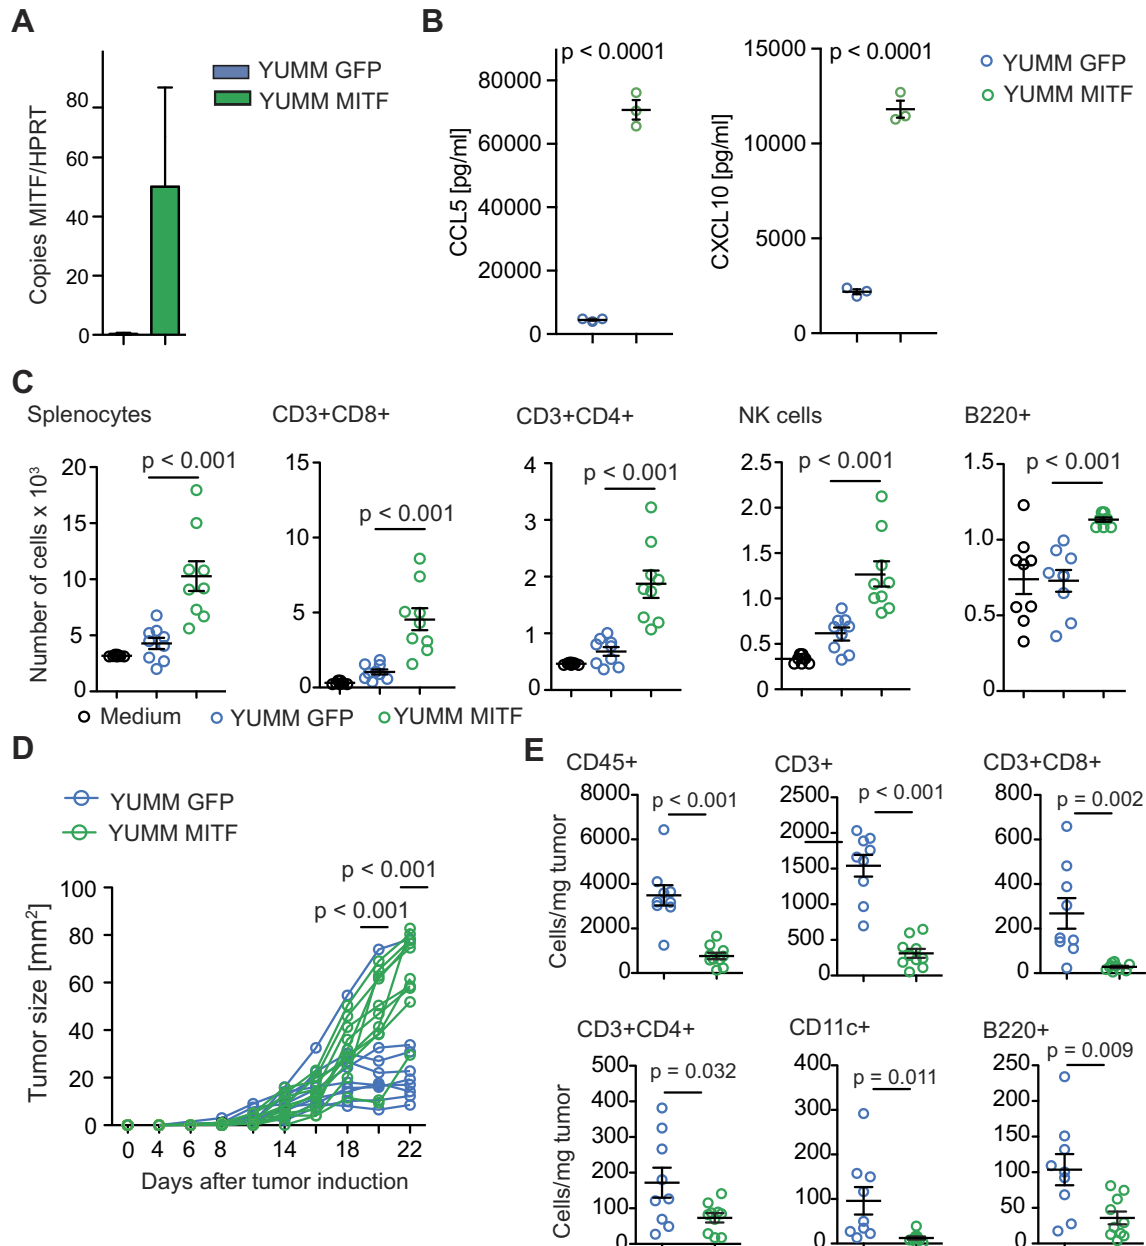 A
YUMM GFP
YUMM MITF
Copies MITF/HPRT
80
60
40
20
0
B
p < 0.0001
CCL5 [pg/ml]
80000
60000
40000
20000
0
p < 0.0001
CXCL10 [pg/ml]
15000
10000
5000
0
YUMM GFP
YUMM MITF
C
Splenocytes
Number of cells x 10³
p < 0.001
20
15
10
5
0
CD3+CD8+
p < 0.001
15
10
5
0
CD3+CD4+
p < 0.001
4
3
2
1
0
NK cells
p < 0.001
2.5
2.0
1.5
1.0
0.5
0
B220+
p < 0.001
1.5
1.0
0.5
0
Medium
YUMM GFP
YUMM MITF
D
YUMM GFP
YUMM MITF
p < 0.001
p < 0.001
Tumor size [mm²]
100
80
60
40
20
0
0 4 6 8 10 14 18 22
Days after tumor induction
E
CD45+
p < 0.001
Cells/mg tumor
8000
6000
4000
2000
0
CD3+
p < 0.001
2500
2000
1500
1000
500
0
CD3+CD8+
p = 0.002
800
600
400
200
0
CD3+CD4+
p = 0.032
Cells/mg tumor
500
400
300
200
100
0
CD11c+
p = 0.011
400
300
200
100
0
B220+
p = 0.009
250
200
150
100
50
0